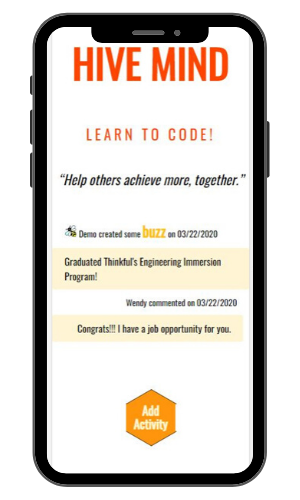 HIVE MIND
LEARN TO CODE!
“Help others achieve more, together.”
Demo created some buzz on 03/22/2020
Graduated Thinkful's Engineering Immersion
Program!
Wendy commented on 03/22/2020
Congrats!!! I have a job opportunity for you.
Add
Activity